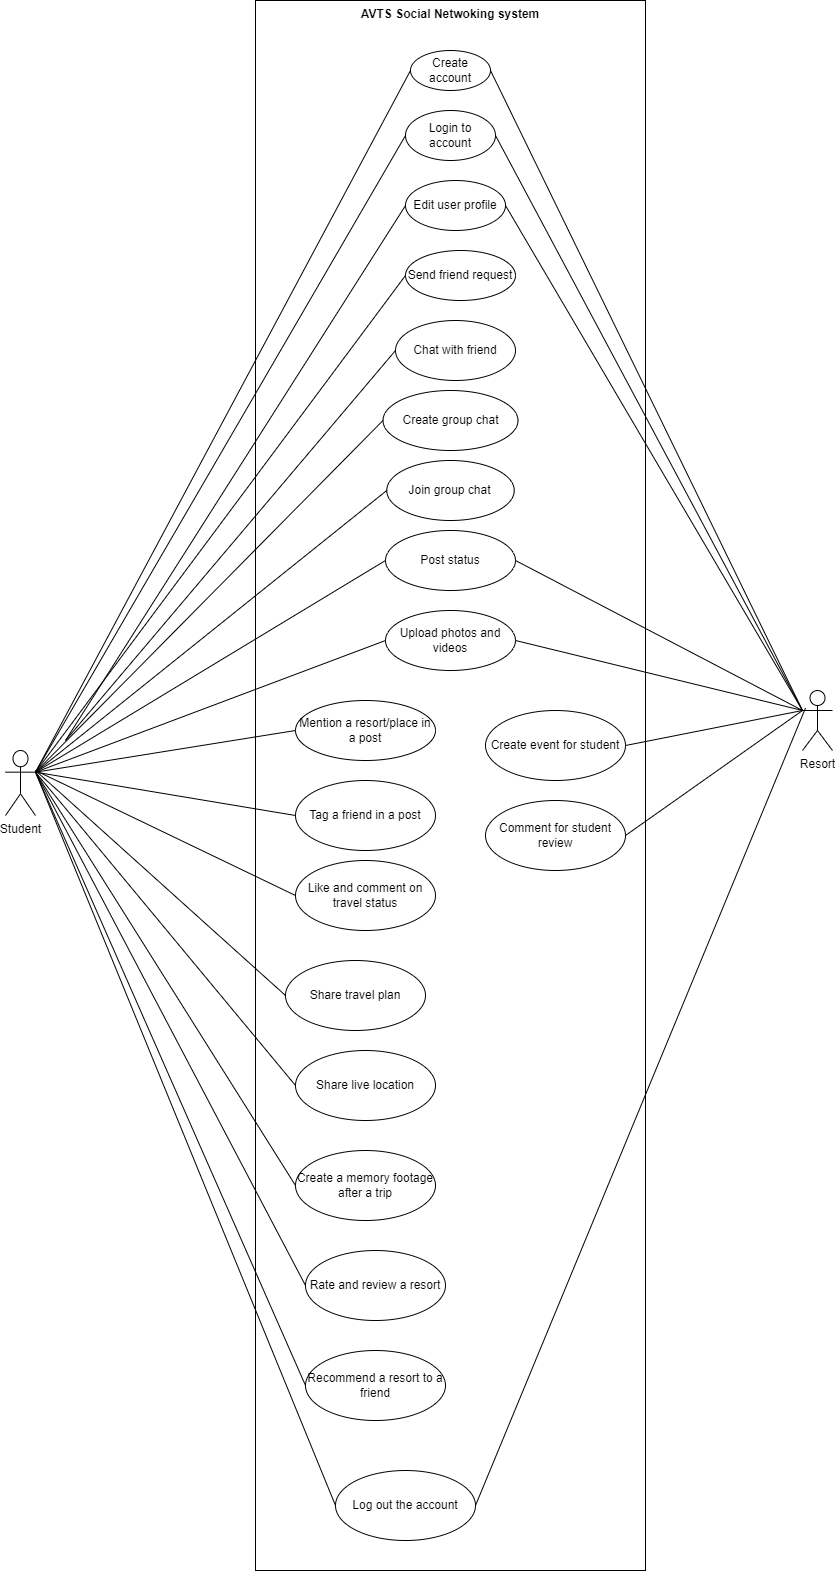 AVTS Social Netwoking system
Create
account
Login to
account
Edit user profile
Send friend request
Chat with friend
Create group chat
Join group chat
Post status
Upload photos and
videos
Mention a resort/place in
a post
Create event for student
Resort
Tag a friend in a post
Student
Comment for student
review
Like and comment on
travel status
Share travel plan
Share live location
Create a memory footage
after a trip
Rate and review a resort
Recommend a resort to a
friend
Log out the account